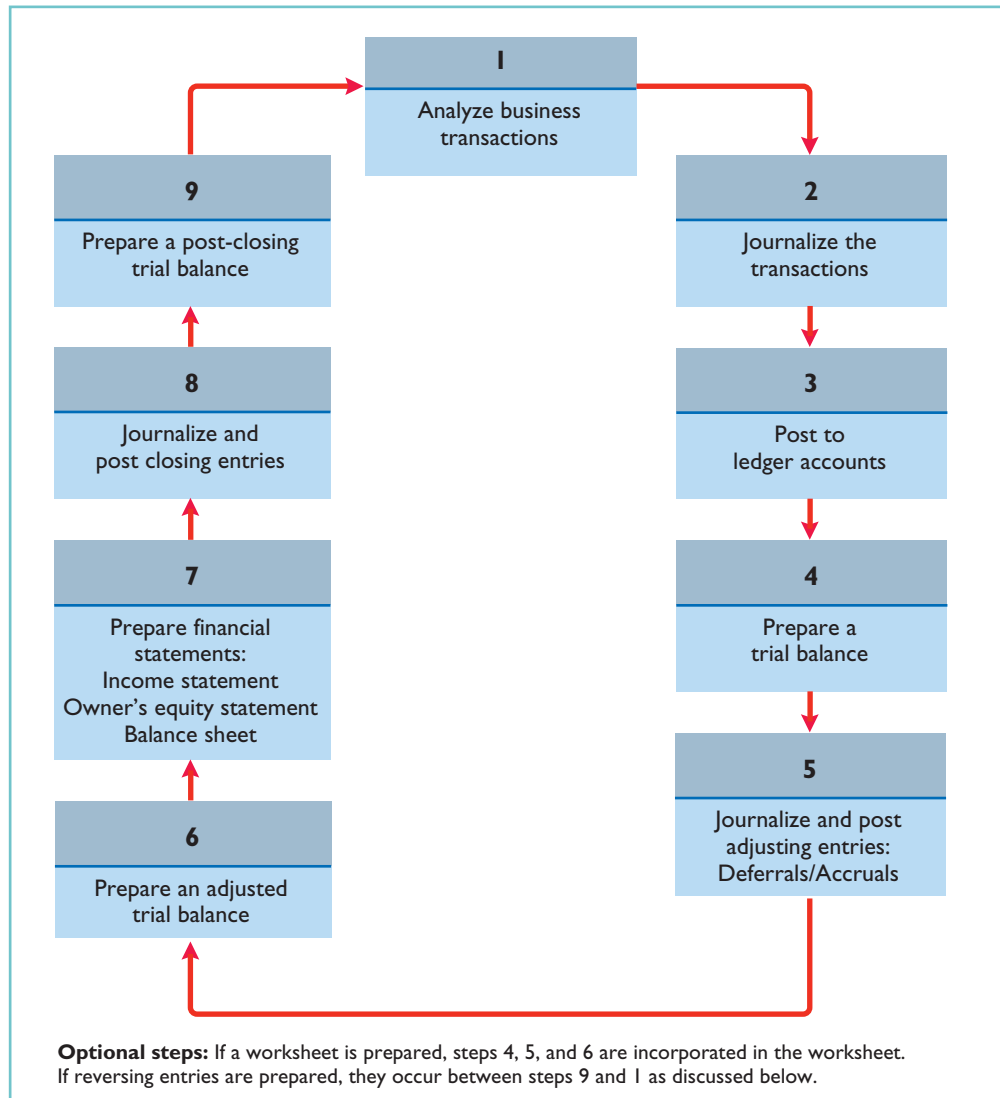 1
Analyze business
transactions
2
Journalize the
transactions
3
Post to
ledger accounts
4
Prepare a
trial balance
5
Journalize and post
adjusting entries:
Deferrals/Accruals
6
Prepare an adjusted
trial balance
7
Prepare financial
statements:
Income statement
Owner’s equity statement
Balance sheet
8
Journalize and
post closing entries
9
Prepare a post-closing
trial balance
Optional steps: If a worksheet is prepared, steps 4, 5, and 6 are incorporated in the worksheet.
If reversing entries are prepared, they occur between steps 9 and 1 as discussed below.